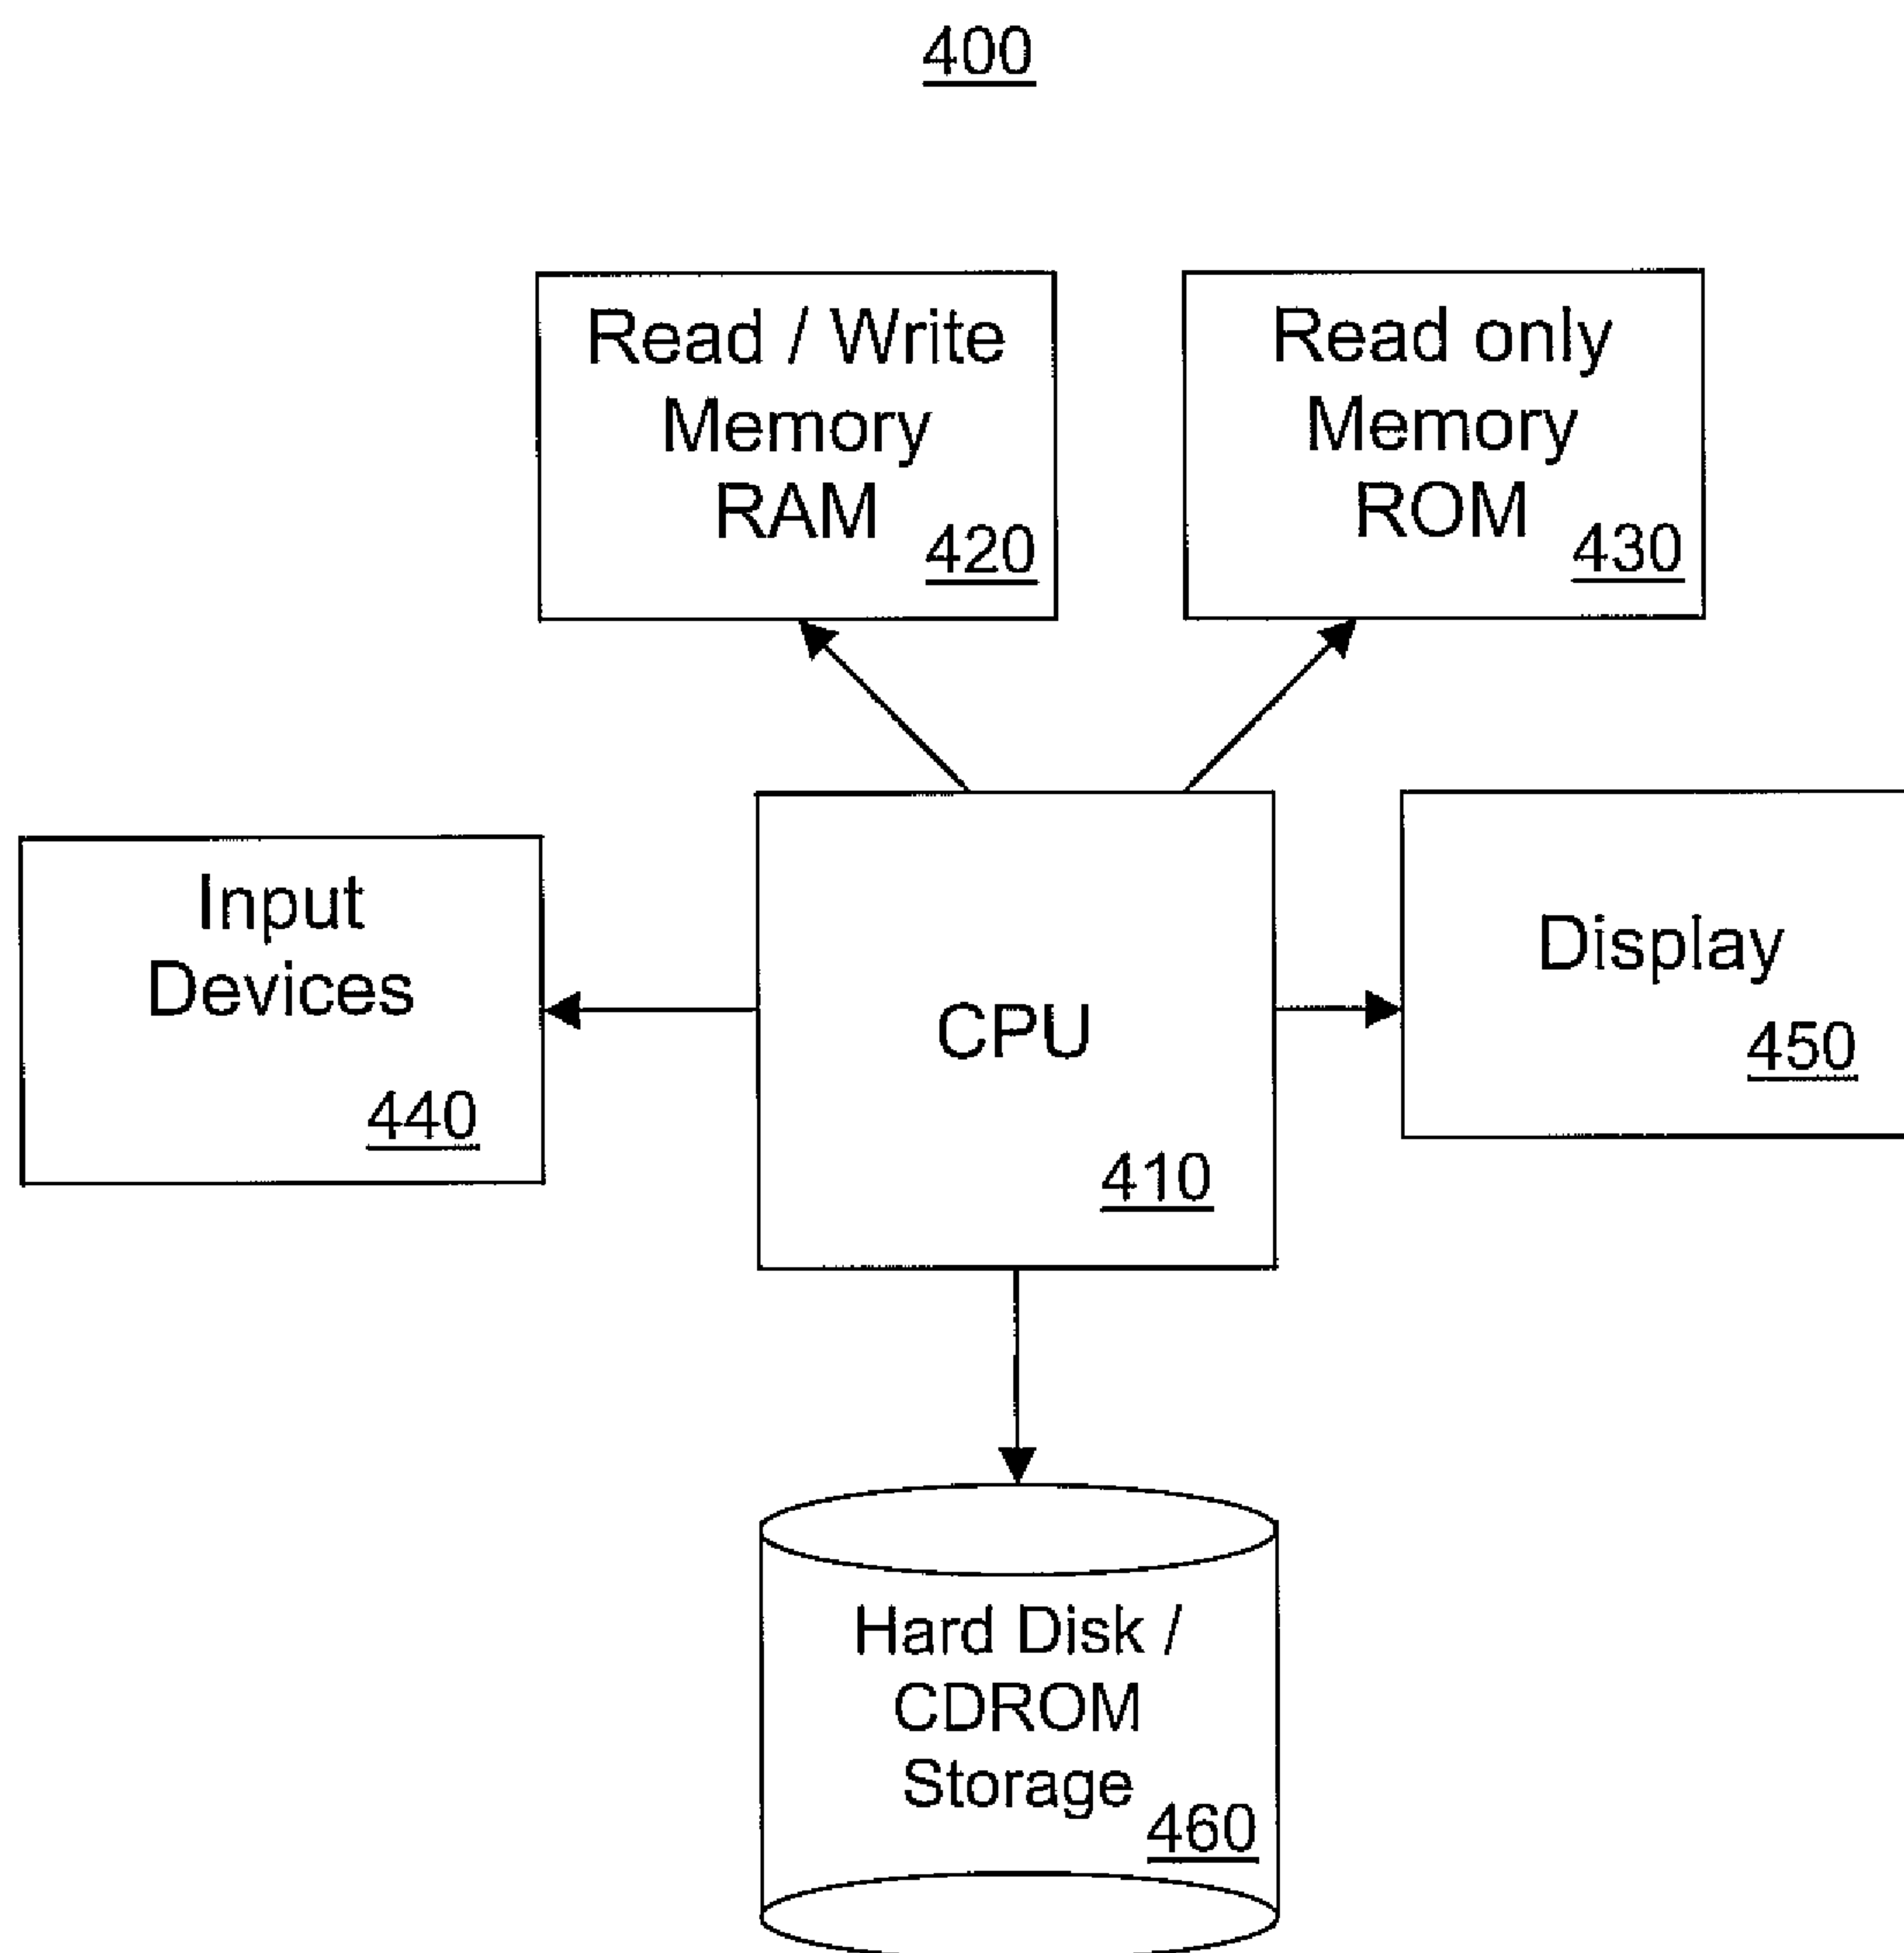 400
Read / Write
Memory
RAM
420
Read only
Memory
ROM
430
Input
Devices
440
CPU
410
Display
450
Hard Disk /
CDROM
Storage
460